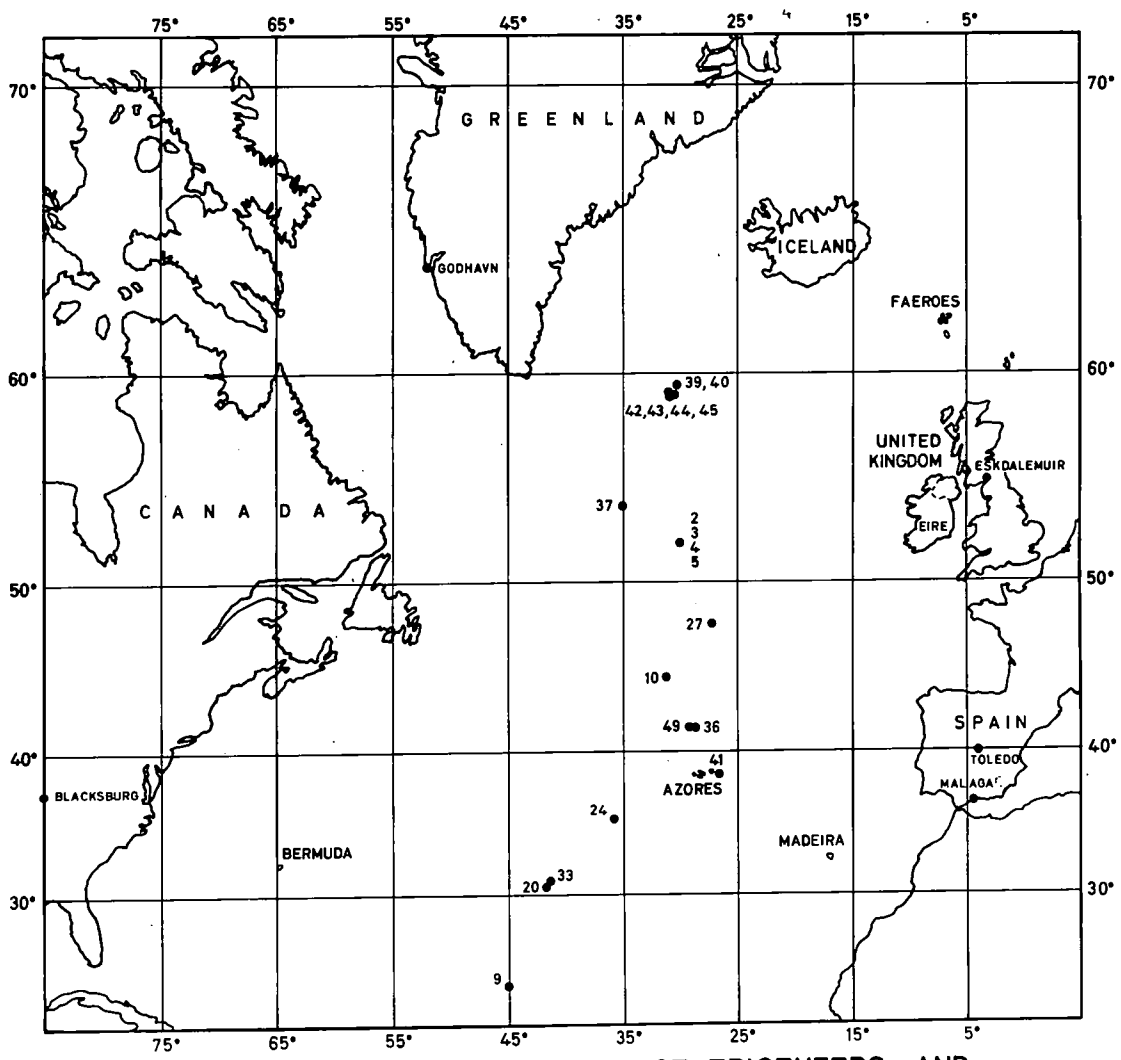 75° 65° 55° 45° 35° 25° 15° 5°
70° 70°
GREENLAND
ICELAND
GODHAVN
FAEROES
60° 60°
39, 40
42, 43, 44, 45
UNITED
KINGDOM
ESKDALEMUIR
CANADA
37
2
3
4
5
EIRE
50° 50°
27
10
49 36
SPAIN
40° 40°
41
TOLEDO
AZORES
MALAGA
BLACKSBURG
24
MADEIRA
BERMUDA
33
20
30° 30°
9
75° 65° 55° 45° 35° 25° 15° 5°
EPICENTERS AND